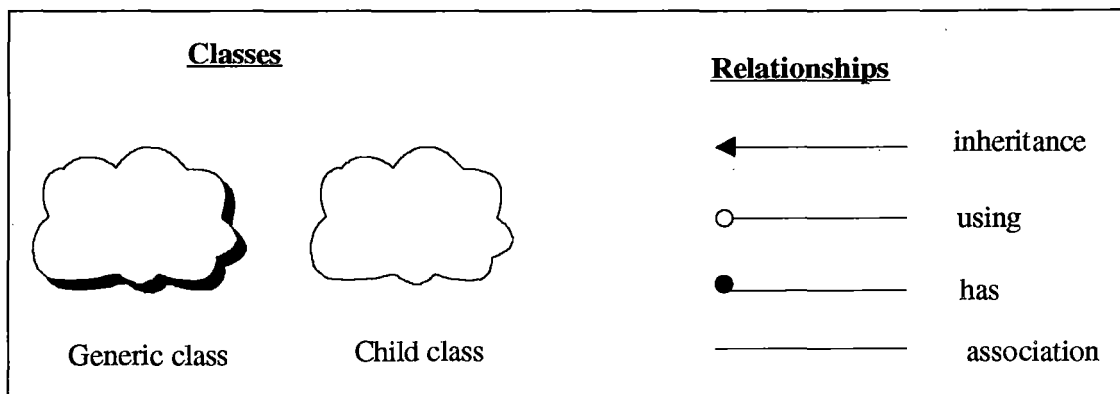 Classes
Generic class
Child class
Relationships
inheritance
using
has
association